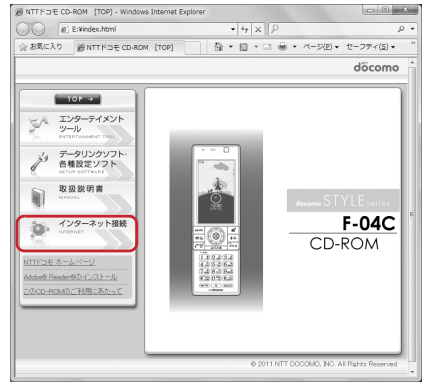 NTTドコモ CD-ROM [TOP] - Windows Internet Explorer
E:¥index.html
お気に入り
NTTドコモ CD-ROM [TOP]
ページ(P)
セーフティ(S)
döcomo
TOP
エンターテイメント
ツール
ENTERTAINMENT TOOL
データリンクソフト・
各種設定ソフト
SETUP SOFTWARE
取扱説明書
MANUAL
インターネット接続
INTERNET
NTTドコモ ホームページ
Adobe® Reader®のインストール
このCD-ROMのご利用にあたって
docomo STYLE series
F-04C
CD-ROM
© 2011 NTT DOCOMO, INC. All Rights Reserved.